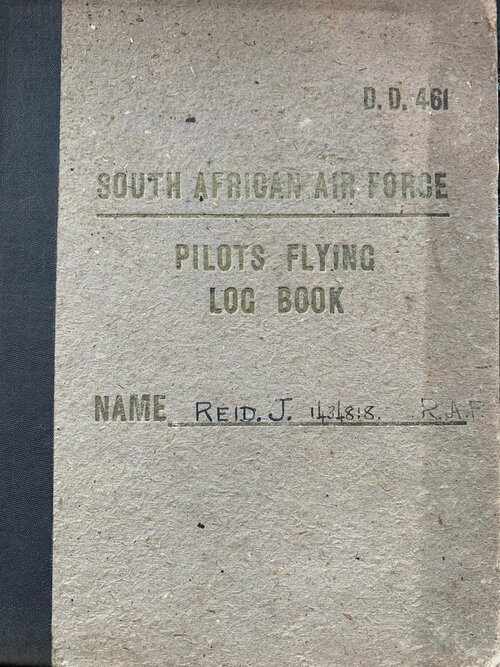 D. D. 461
SOUTH AFRICAN AIR FORCE
PILOTS FLYING
LOG BOOK
NAME REID. J. R.A.F